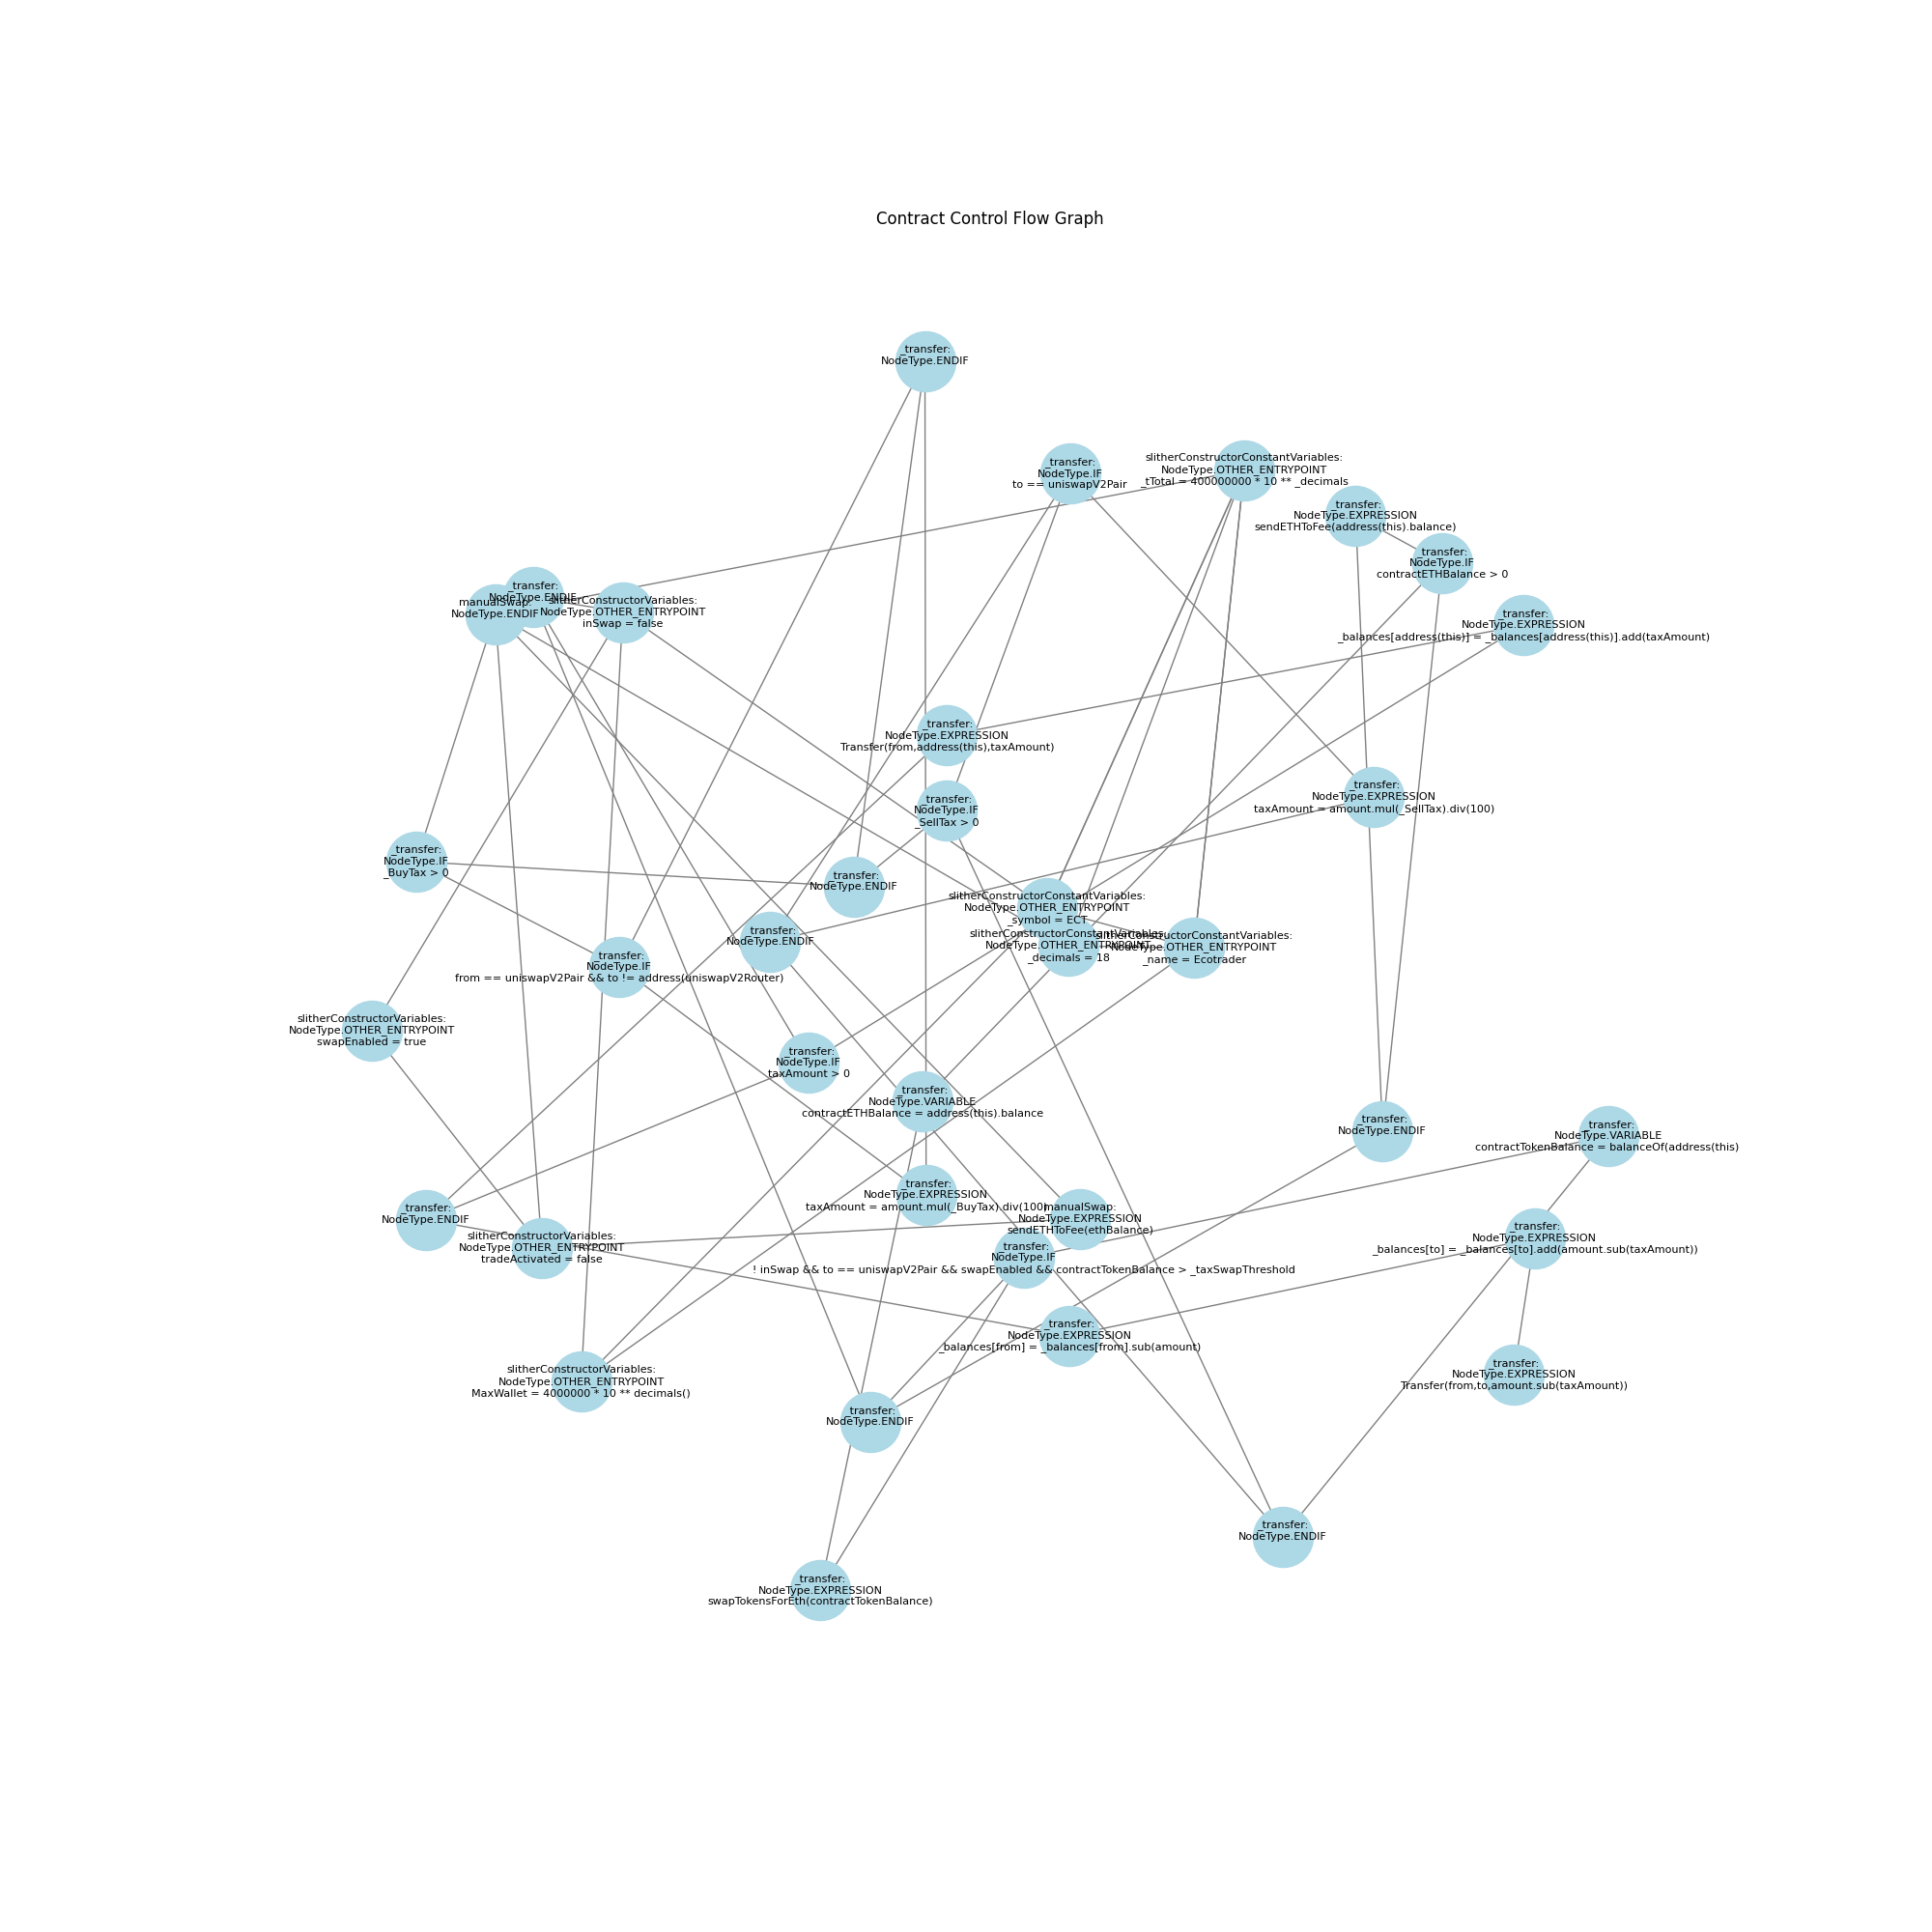 Contract Control Flow Graph
_transfer:
NodeType.ENDIF
_transfer:
NodeType.IF
to == uniswapV2Pair
slitherConstructorConstantVariables:
NodeType.OTHER_ENTRYPOINT
_tTotal = 400000000 * 10 ** _decimals
_transfer:
NodeType.EXPRESSION
sendETHToFee(address(this).balance)
_transfer:
NodeType.IF
contractETHBalance > 0
_transfer:
NodeType.ENDIF
manualSwap:
NodeType.ENDIF
slitherConstructorVariables:
NodeType.OTHER_ENTRYPOINT
inSwap = false
_transfer:
NodeType.EXPRESSION
_balances[address(this)] = _balances[address(this)].add(taxAmount)
_transfer:
NodeType.EXPRESSION
Transfer(from,address(this),taxAmount)
_transfer:
NodeType.IF
_SellTax > 0
_transfer:
NodeType.EXPRESSION
taxAmount = amount.mul(_SellTax).div(100)
_transfer:
NodeType.IF
_BuyTax > 0
_transfer:
NodeType.ENDIF
slitherConstructorConstantVariables:
NodeType.OTHER_ENTRYPOINT
_symbol = ECT
_transfer:
NodeType.ENDIF
slitherConstructorConstantVariables:
NodeType.OTHER_ENTRYPOINT
_decimals = 18
slitherConstructorConstantVariables:
NodeType.OTHER_ENTRYPOINT
_name = Ecotrader
_transfer:
NodeType.IF
from == uniswapV2Pair && to != address(uniswapV2Router)
slitherConstructorVariables:
NodeType.OTHER_ENTRYPOINT
swapEnabled = true
_transfer:
NodeType.IF
taxAmount > 0
_transfer:
NodeType.VARIABLE
contractETHBalance = address(this).balance
_transfer:
NodeType.ENDIF
_transfer:
NodeType.VARIABLE
contractTokenBalance = balanceOf(address(this)
_transfer:
NodeType.EXPRESSION
taxAmount = amount.mul(_BuyTax).div(100)
manualSwap:
NodeType.EXPRESSION
sendETHToFee(ethBalance)
_transfer:
NodeType.ENDIF
slitherConstructorVariables:
NodeType.OTHER_ENTRYPOINT
tradeActivated = false
_transfer:
NodeType.IF
! inSwap && to == uniswapV2Pair && swapEnabled && contractTokenBalance > _taxSwapThreshold
_transfer:
NodeType.EXPRESSION
_balances[to] = _balances[to].add(amount.sub(taxAmount))
_transfer:
NodeType.EXPRESSION
_balances[from] = _balances[from].sub(amount)
slitherConstructorVariables:
NodeType.OTHER_ENTRYPOINT
MaxWallet = 4000000 * 10 ** decimals()
_transfer:
NodeType.EXPRESSION
Transfer(from,to,amount.sub(taxAmount))
_transfer:
NodeType.ENDIF
_transfer:
NodeType.ENDIF
_transfer:
NodeType.EXPRESSION
swapTokensForEth(contractTokenBalance)